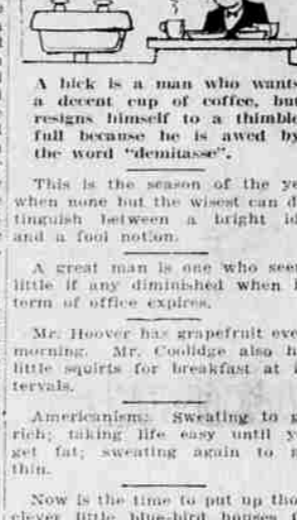 A hick is a man who wants
a decent cup of coffee, but
resigns himself to a thimble
full because he is awed by
the word "demitasse".
This is the season of the ye
when none but the wisest can d
tinguish between a bright id
and a fool notion.
A great man is one who seem
little if any diminished when h
term of office expires.
Mr. Hoover has grapefruit eve
morning. Mr. Coolidge also ha
little squirts for breakfast at i
tervals.
Americanism: Sweating to g
rich; taking life easy until y
get fat; sweating again to
thin.
Now is the time to put up tho
clever little blue-bird houses